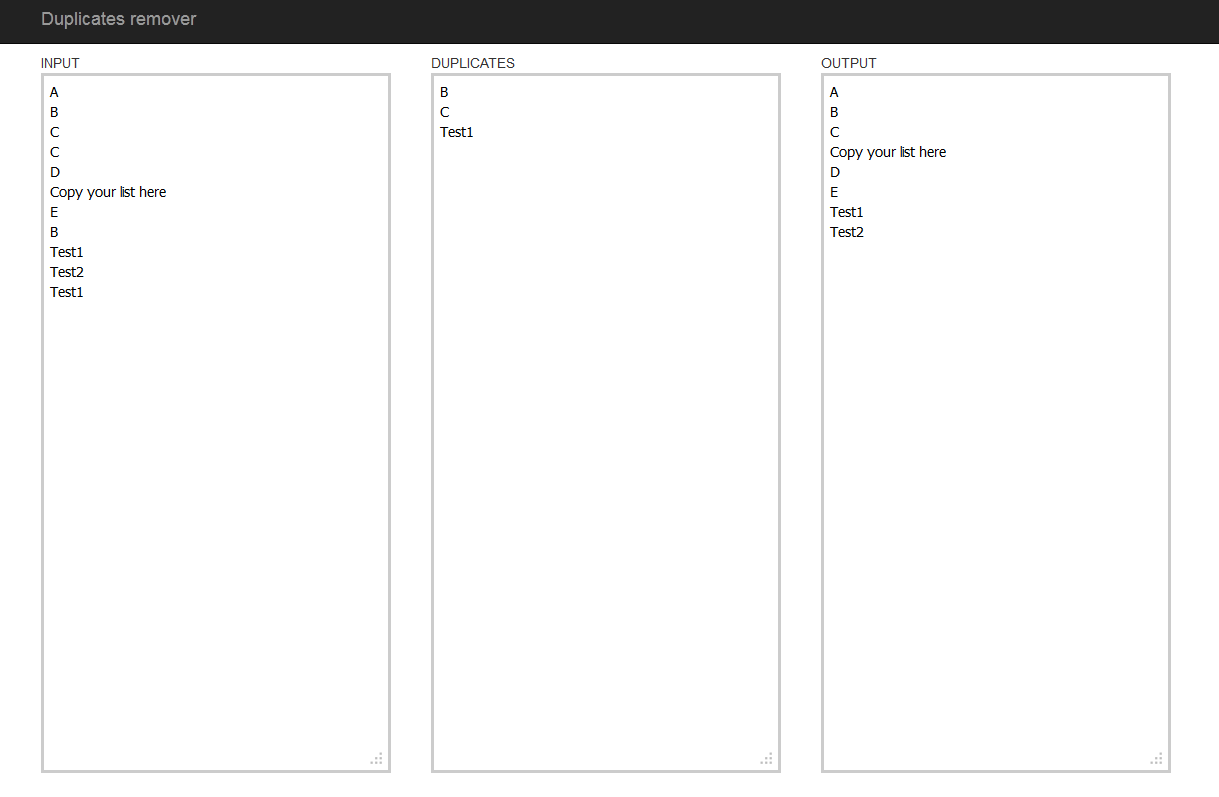 Duplicates remover
INPUT
A
B
C
C
D
Copy your list here
E
B
Test1
Test2
Test1
DUPLICATES
B
C
Test1
OUTPUT
A
B
C
Copy your list here
D
E
Test1
Test2